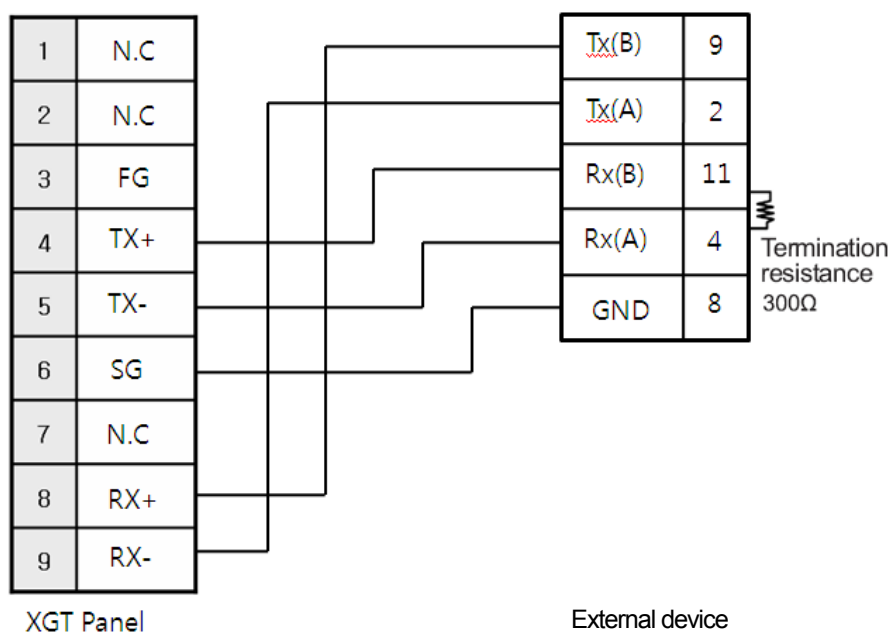 1 N.C
2 N.C
3 FG
4 TX+
5 TX-
6 SG
7 N.C
8 RX+
9 RX-
XGT Panel
Tx(B) 9
Tx(A) 2
Rx(B) 11
Rx(A) 4
GND 8
Termination
resistance
300Ω
External device